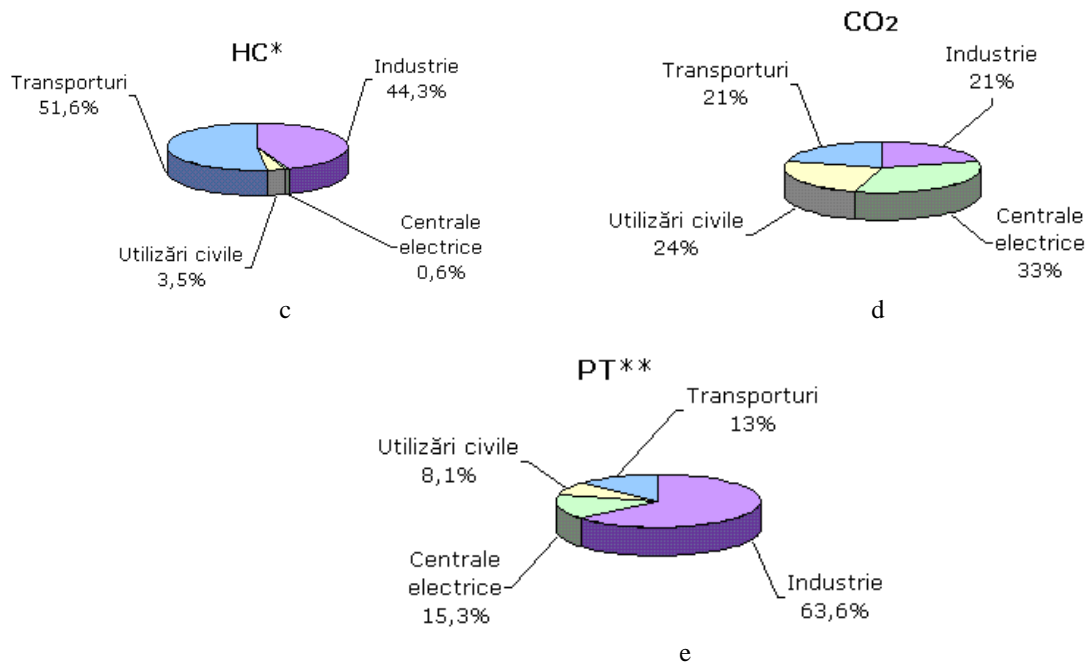 HC*
Transporturi
51,6%
Industrie
44,3%
Utilizări civile
3,5%
Centrale
electrice
0,6%
c
CO2
Transporturi
21%
Industrie
21%
Utilizări civile
24%
Centrale
electrice
33%
d
PT**
Transporturi
13%
Utilizări civile
8,1%
Centrale
electrice
15,3%
Industrie
63,6%
e